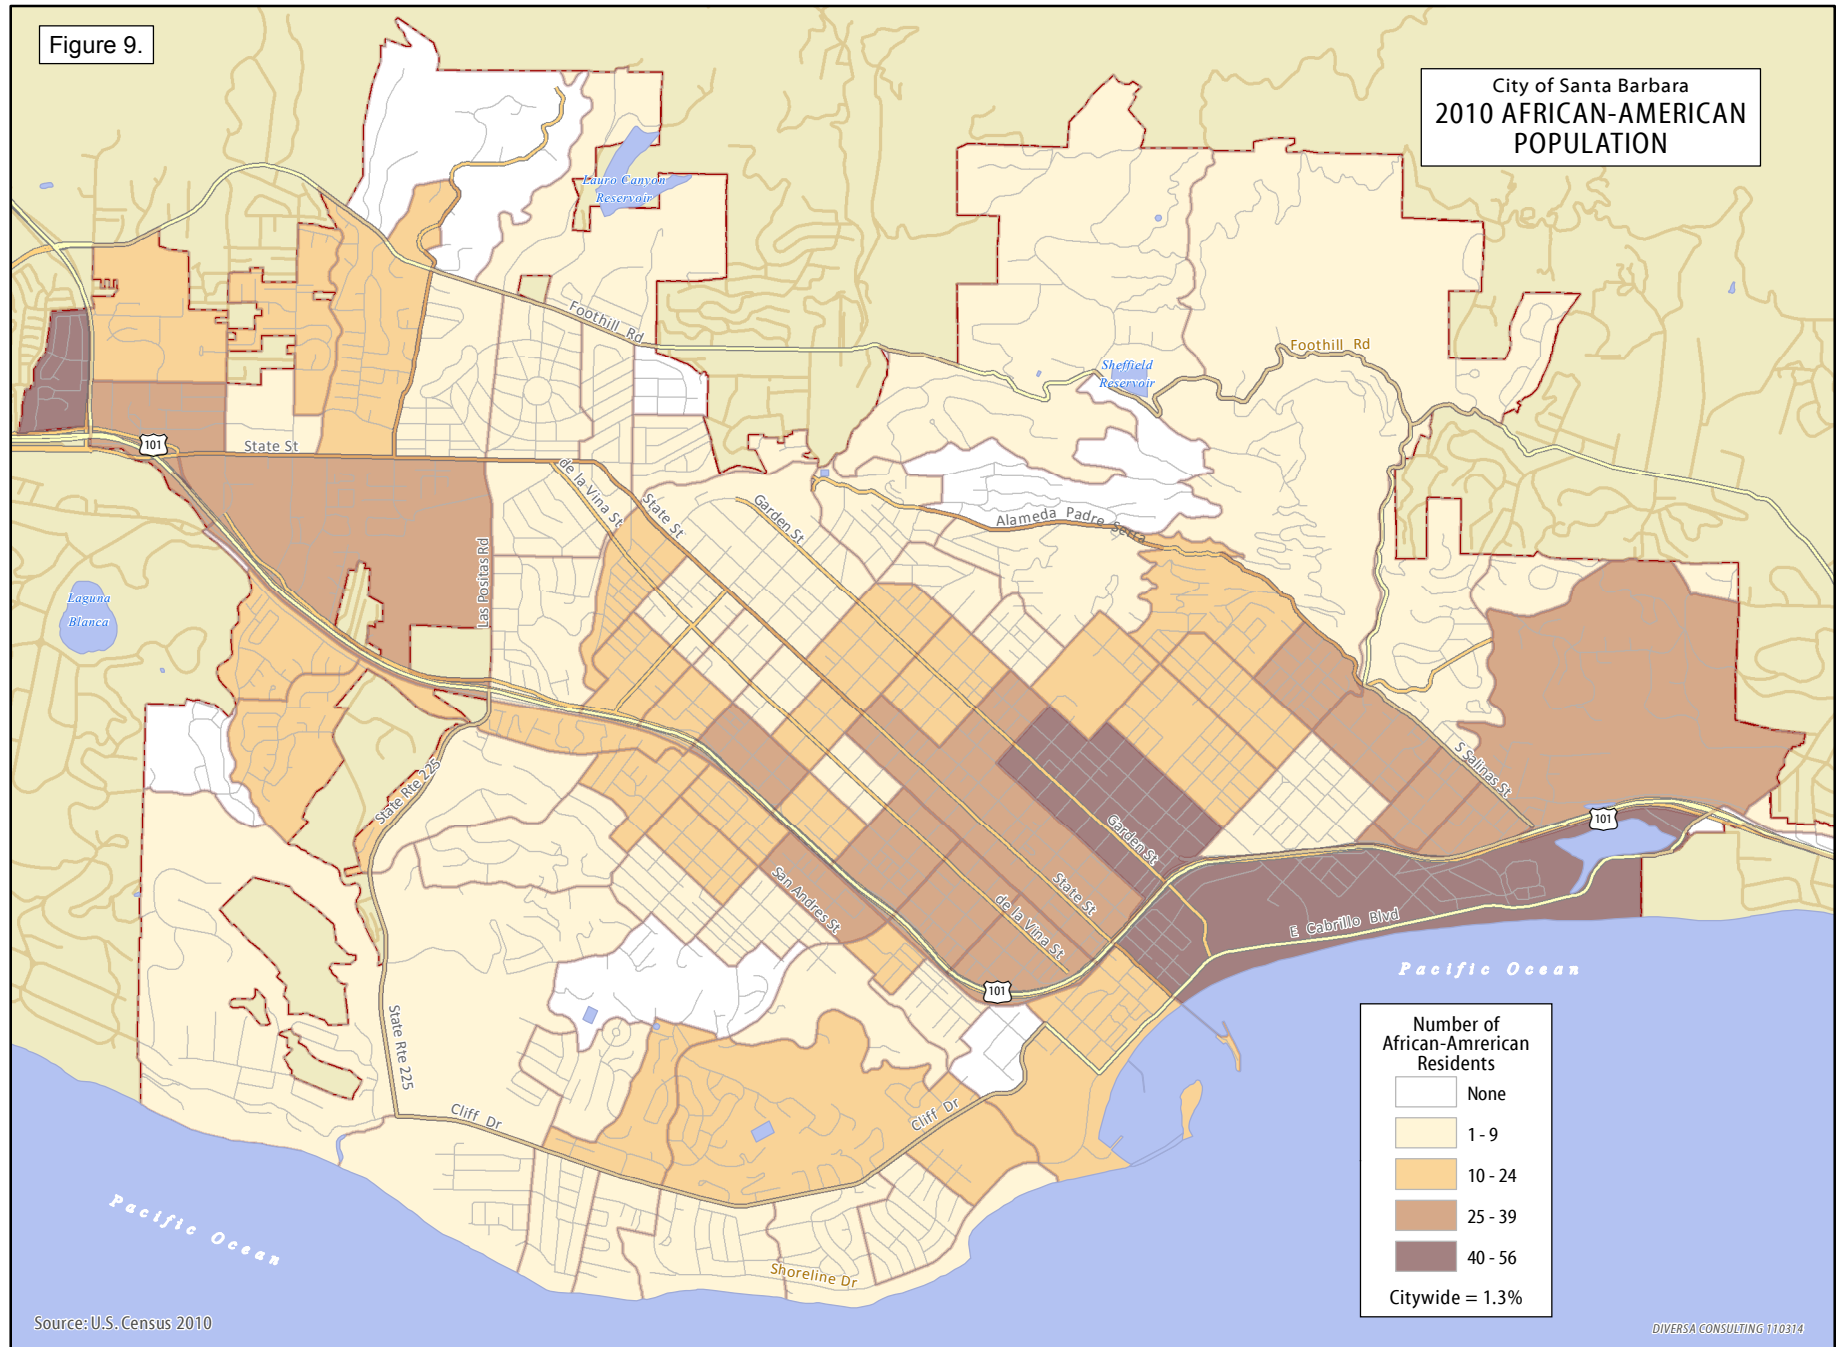 Figure 9.
City of Santa Barbara
2010 AFRICAN-AMERICAN
POPULATION
Lauro Canyon
Reservoir
Foothill Rd
Foothill Rd
Sheffield
Reservoir
101
State St
de la Vina St
State St
Garden St
Alameda Padre Serra
Las Positas Rd
Laguna
Blanca
S Salinas St
State Rte 225
101
Garden St
San Andres St
State St
de la Vina St
E Cabrillo Blvd
Pacific Ocean
101
State Rte 225
Cliff Dr
Cliff Dr
Shoreline Dr
Pacific Ocean
Number of
African-Amrerican
Residents
None
1 - 9
10 - 24
25 - 39
40 - 56
Citywide = 1.3%
Source: U.S. Census 2010
DIVERSA CONSULTING 110314